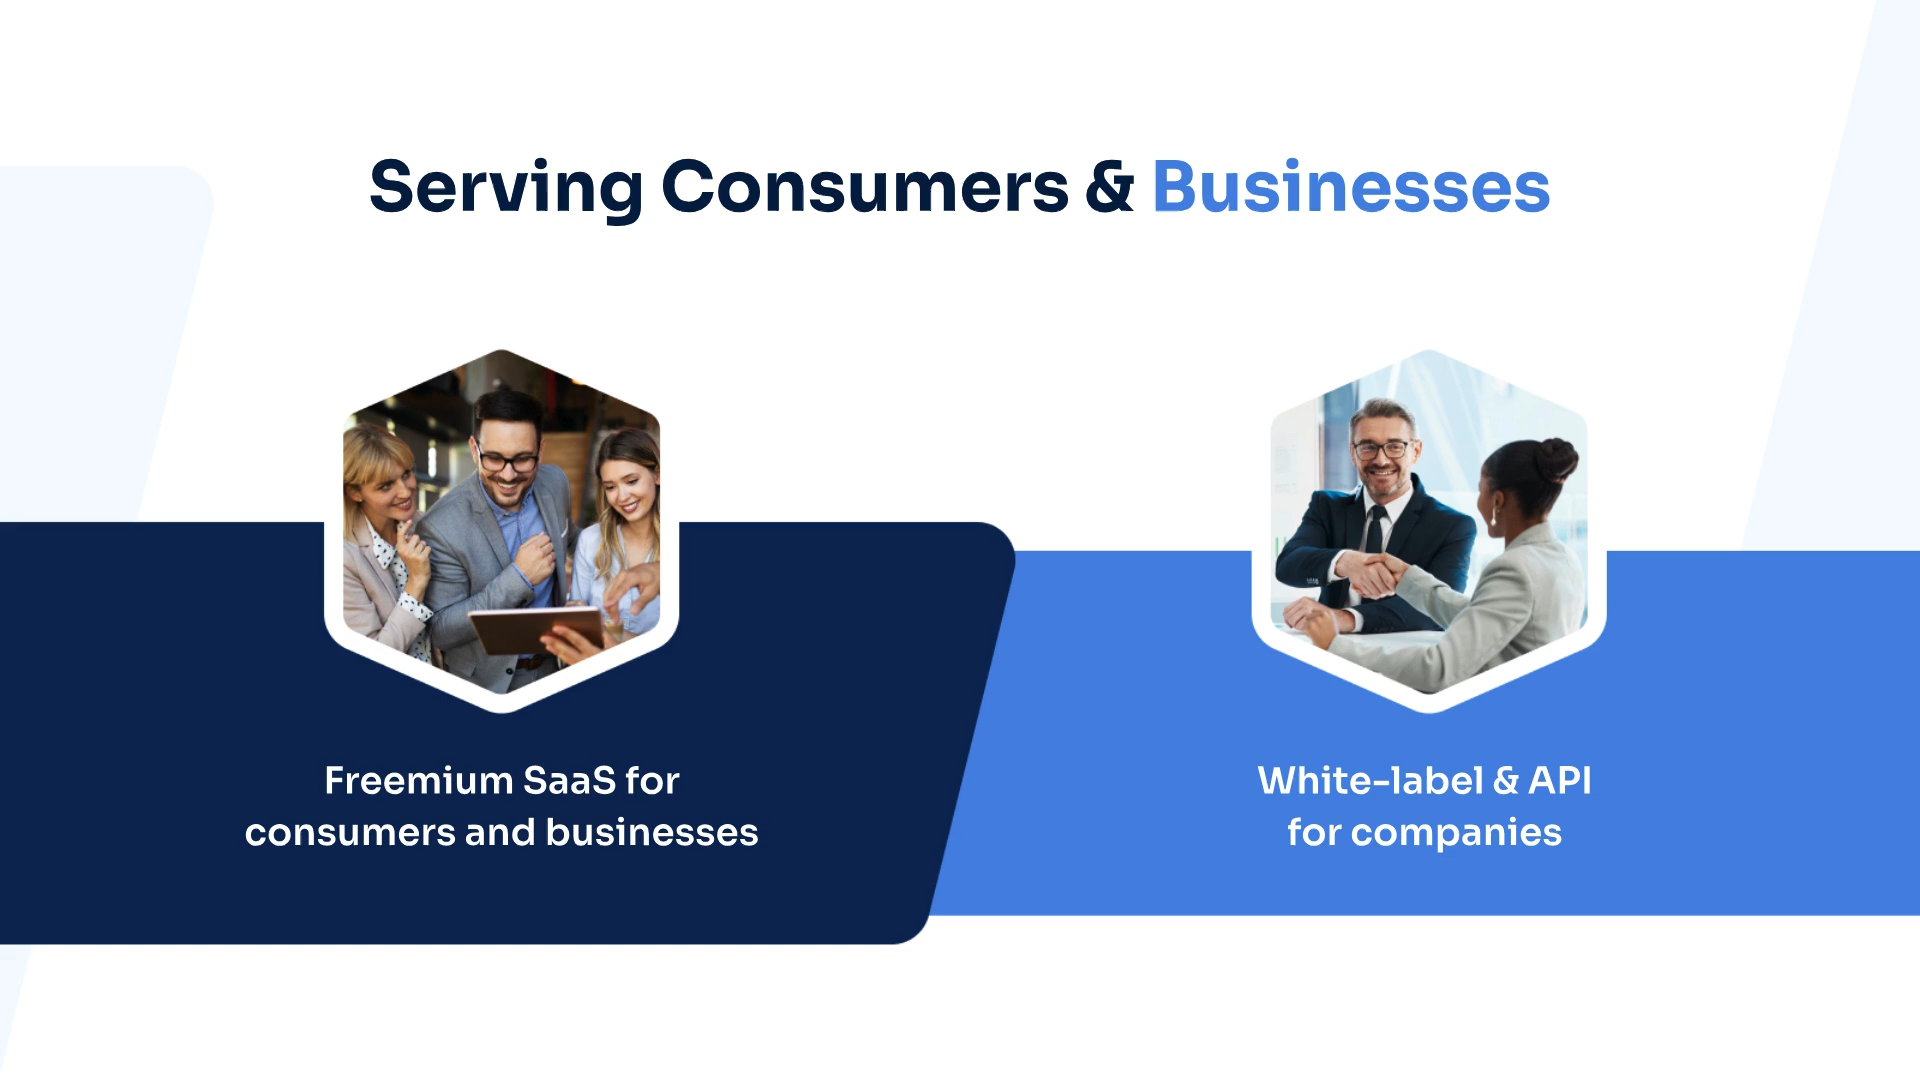 Serving Consumers & Businesses
Freemium SaaS for
consumers and businesses
White-label & API
for companies